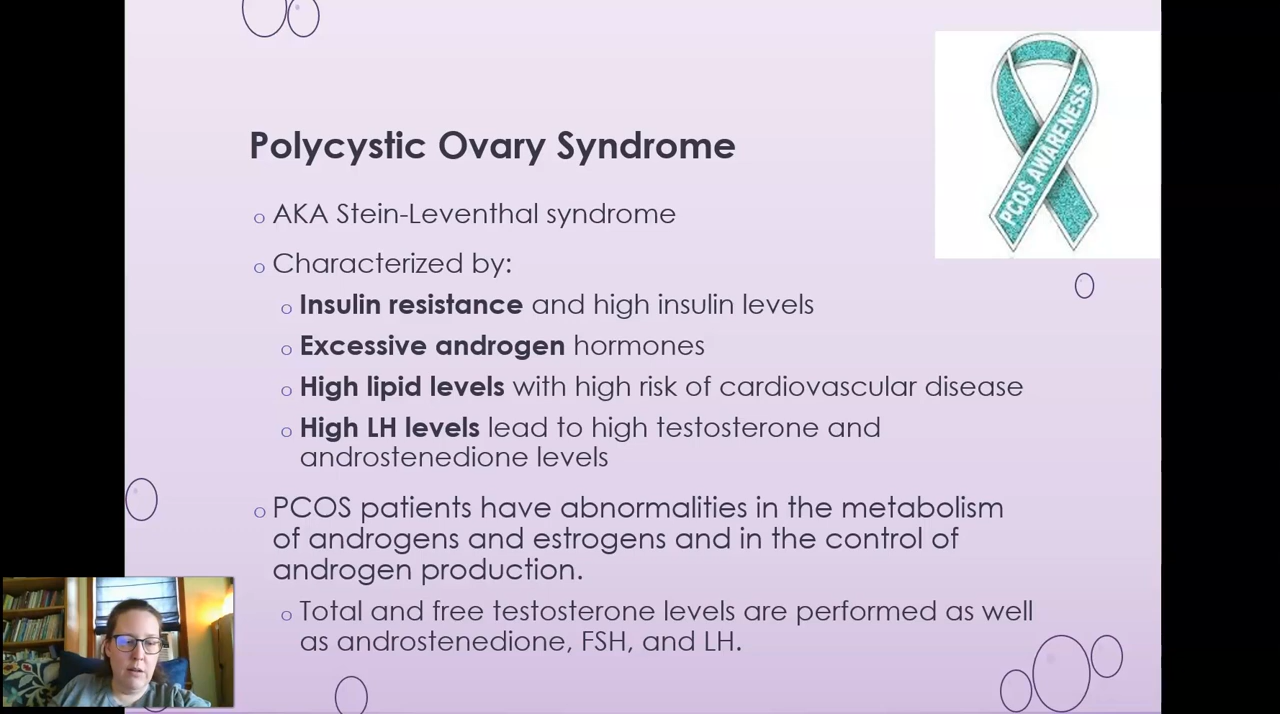 PCOS AWARENESS
Polycystic Ovary Syndrome
o AKA Stein-Leventhal syndrome
o Characterized by:
o Insulin resistance and high insulin levels
o Excessive androgen hormones
o High lipid levels with high risk of cardiovascular disease
o High LH levels lead to high testosterone and
androstenedione levels
o PCOS patients have abnormalities in the metabolism
of androgens and estrogens and in the control of
androgen production.
o Total and free testosterone levels are performed as well
as androstenedione, FSH, and LH.